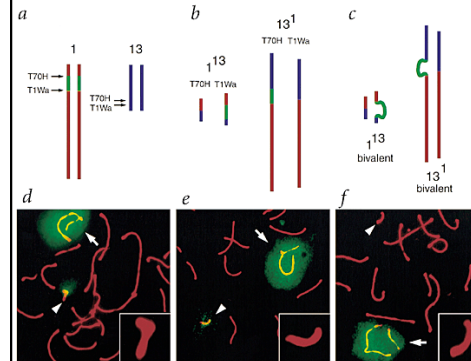 a
1
13
T70H
T1Wa
T70H
T1Wa
b
1 13
T70H T1Wa
13 1
T70H T1Wa
c
1 13
bivalent
13 1
bivalent
d
e
f